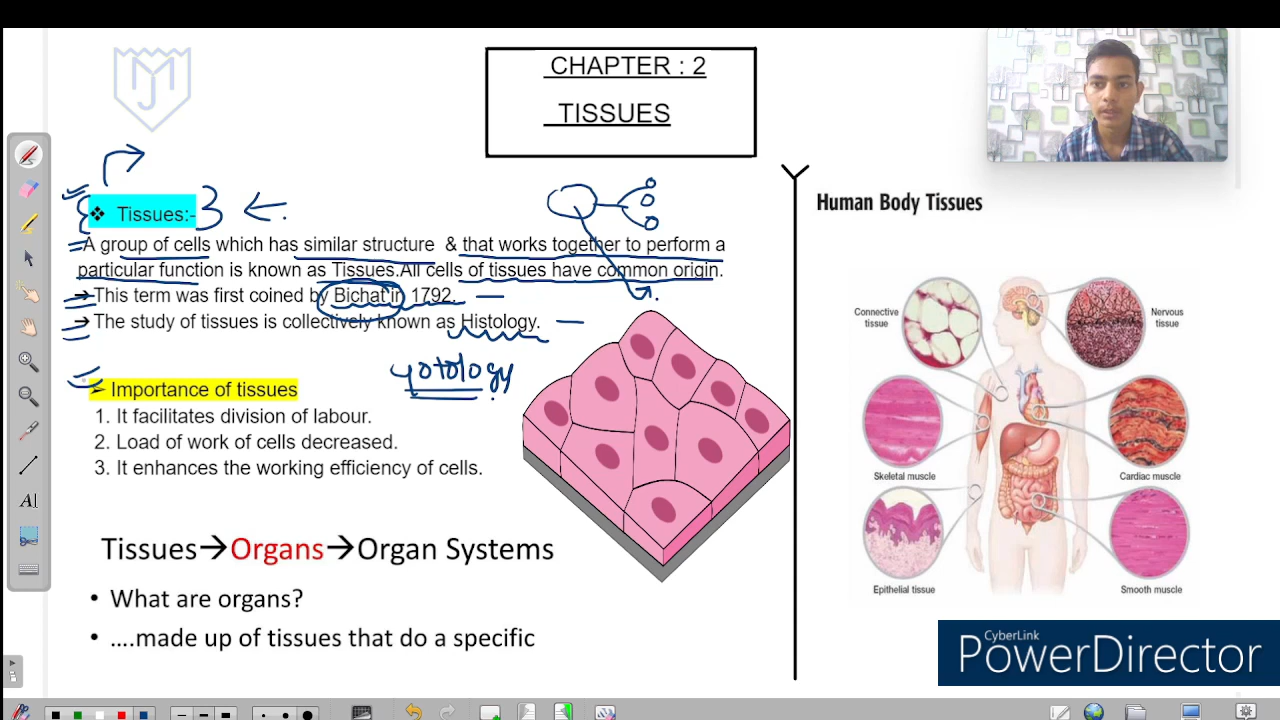 CHAPTER : 2
TISSUES
❖ Tissues:-
A group of cells which has similar structure & that works together to perform a
particular function is known as Tissues.All cells of tissues have common origin.
➔ This term was first coined by Bichat in 1792.
➔ The study of tissues is collectively known as Histology.
yotology
➢ Importance of tissues
1. It facilitates division of labour.
2. Load of work of cells decreased.
3. It enhances the working efficiency of cells.
Tissues→Organs→Organ Systems
• What are organs?
• ....made up of tissues that do a specific
Human Body Tissues
Connective
tissue
Nervous
tissue
Skeletal muscle
Cardiac muscle
Epithelial tissue
Smooth muscle
CyberLink
PowerDirector